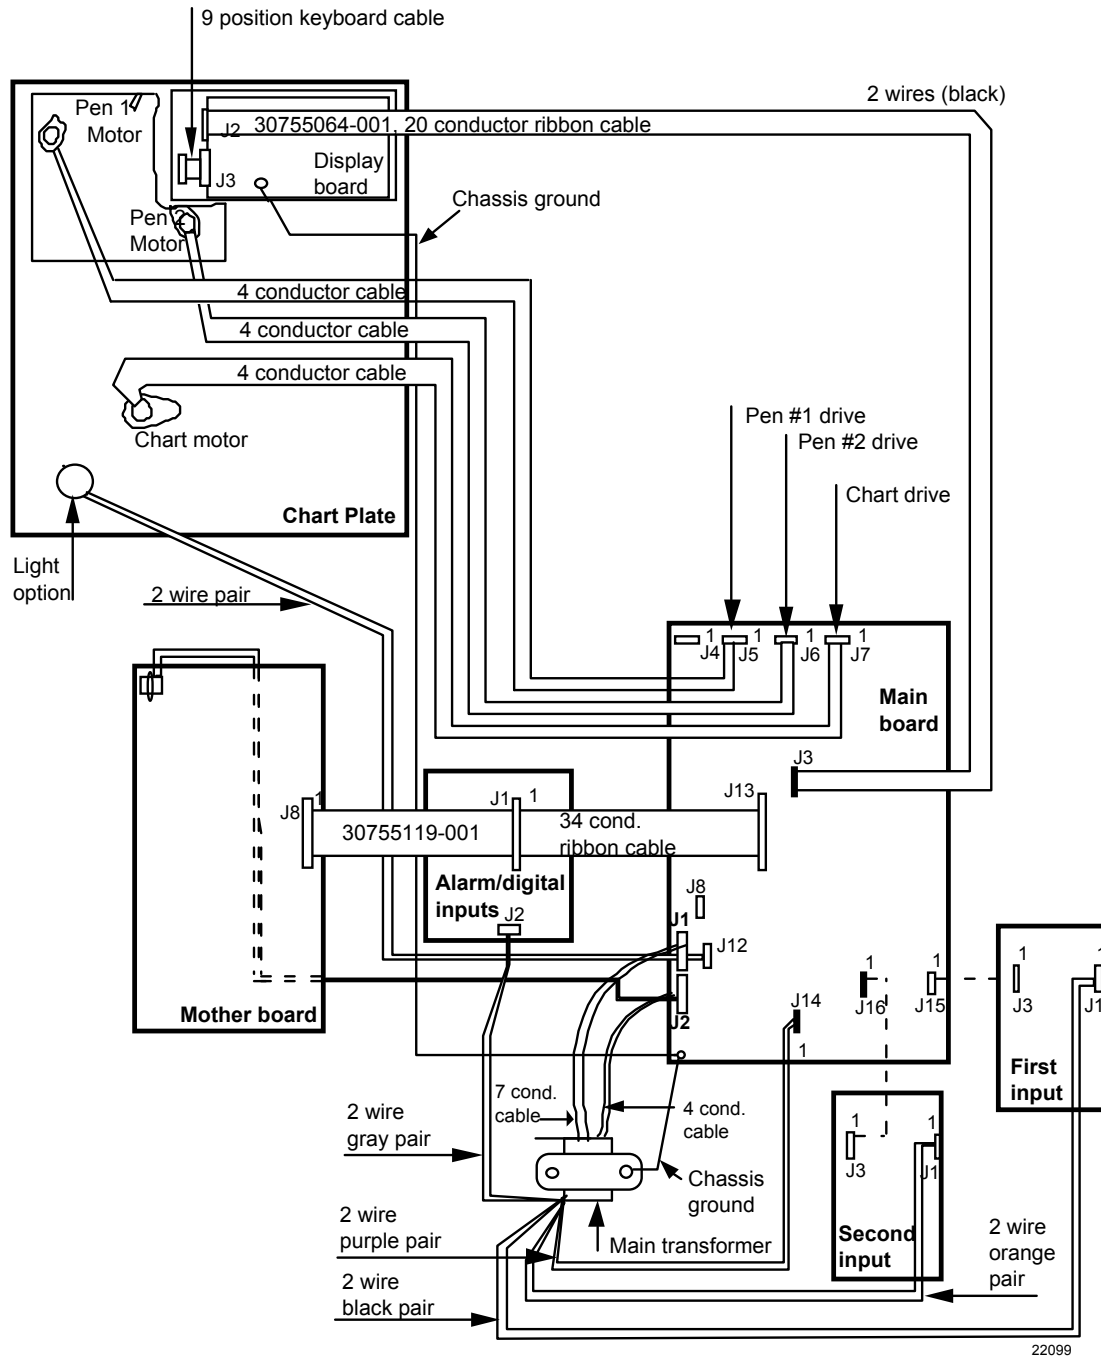 9 position keyboard cable
2 wires (black)
Pen 1
Motor
J2
30755064-001, 20 conductor ribbon cable
Display
board
J3
Chassis ground
Pen 2
Motor
4 conductor cable
4 conductor cable
4 conductor cable
Chart motor
Pen #1 drive
Pen #2 drive
Chart drive
Chart Plate
Light
option
2 wire pair
1
1
1
1
J4
J5
J6
J7
Main
board
J3
J13
J1
1
1
J8
30755119-001
34 cond.
ribbon cable
Alarm/digital
inputs
J2
J8
J1
J12
1
1
1
1
J16
J15
J3
J1
J14
J2
1
Mother board
First
input
7 cond.
cable
4 cond.
cable
2 wire
gray pair
1
1
J3
J1
Chassis
ground
2 wire
purple pair
Main transformer
Second
input
2 wire
orange
pair
2 wire
black pair
22099